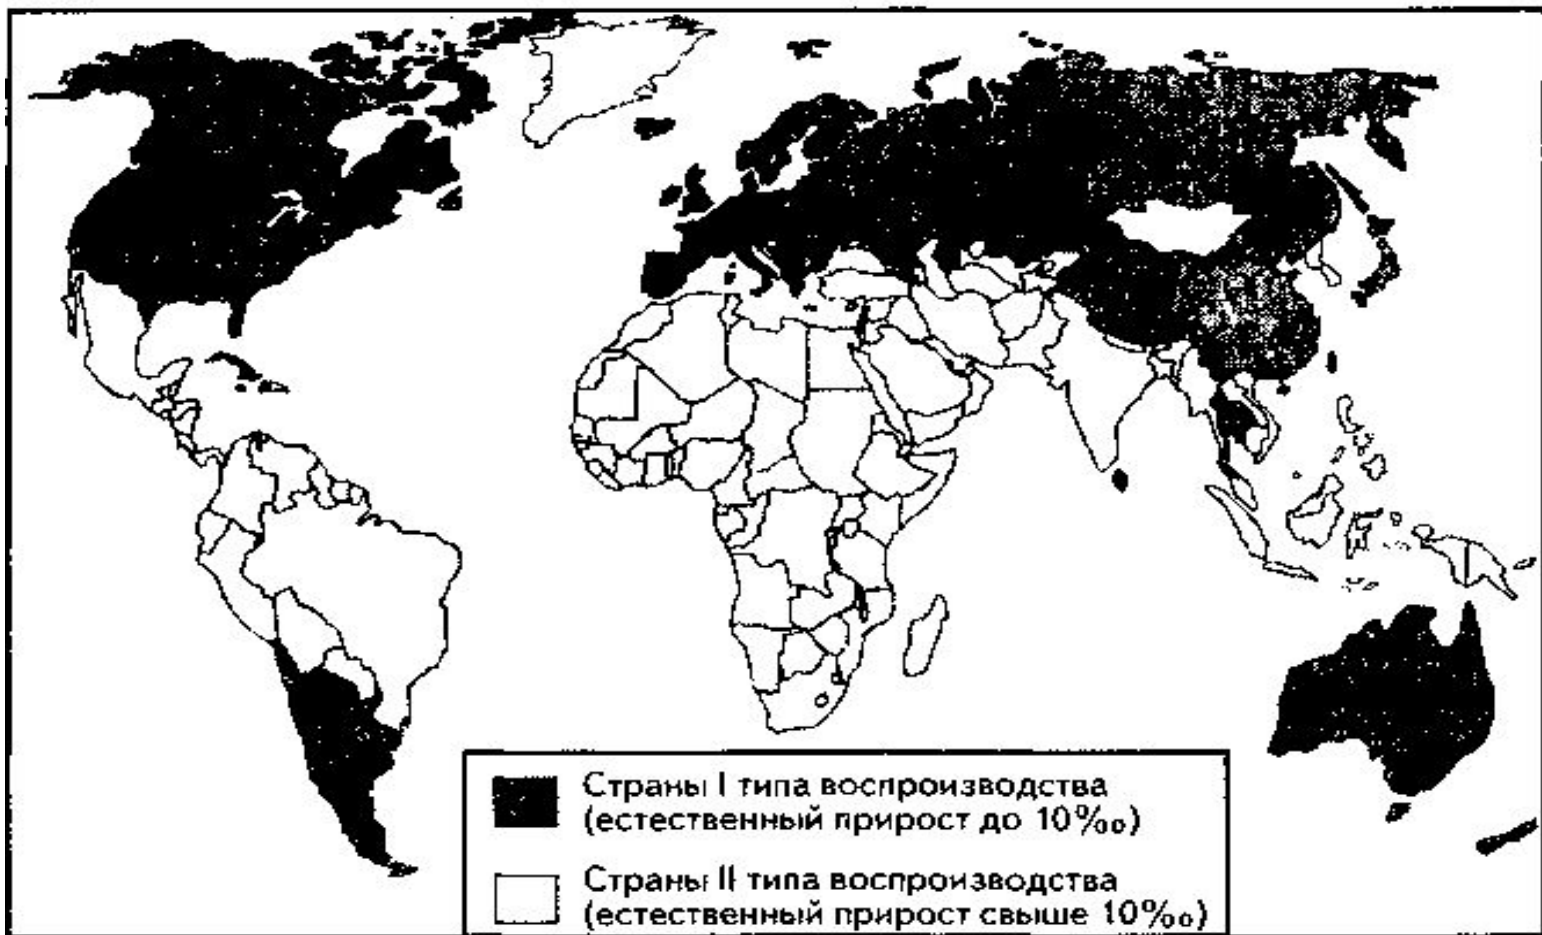 Страны I типа воспроизводства
(естественный прирост до 10‰)
Страны II типа воспроизводства
(естественный прирост свыше 10‰)